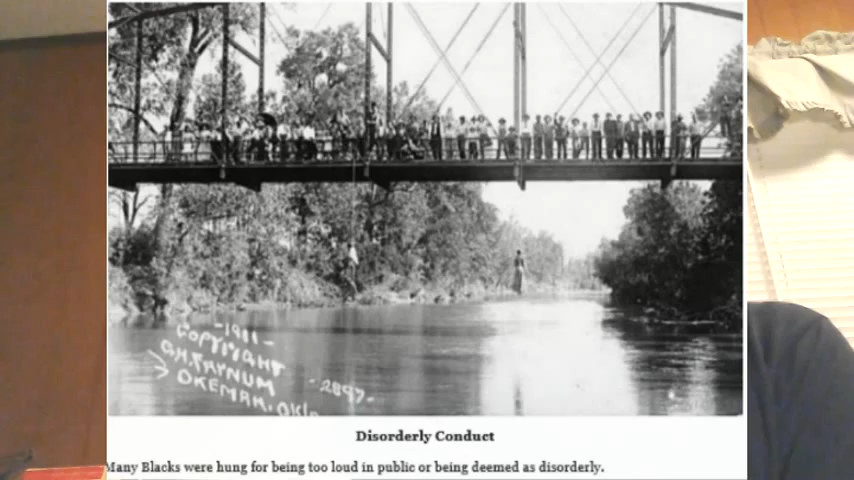 -1911-
COPYRIGHT
G.H.FARNUM
OKEMAH, OKLA
-2897-
Disorderly Conduct
Many Blacks were hung for being too loud in public or being deemed as disorderly.